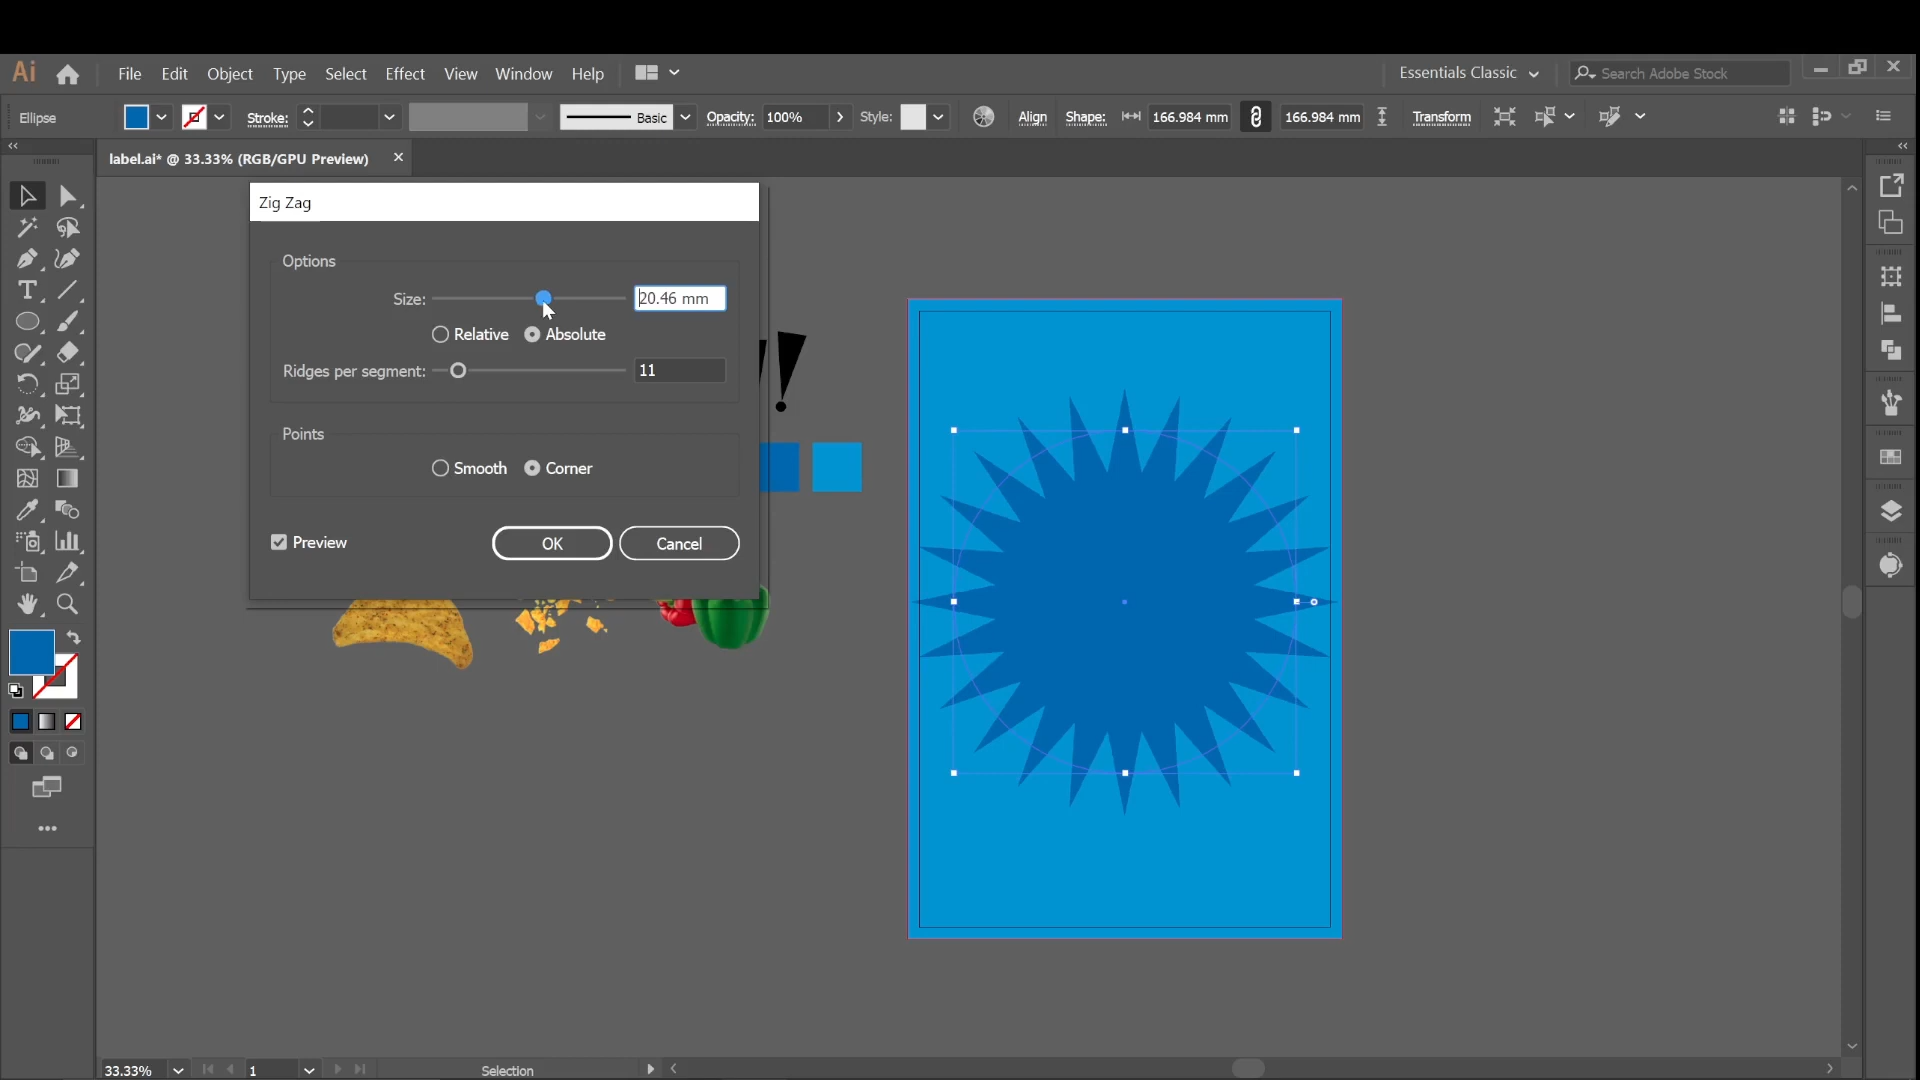 Ai File Edit Object Type Select Effect View Window Help Essentials Classic Search Adobe Stock
Ellipse Stroke: Basic Opacity: 100% Style: Align Shape: 166.984 mm 166.984 mm Transform
label.ai* @ 33.33% (RGB/GPU Preview)
Zig Zag
Options
Size: 20.46 mm
Relative Absolute
Ridges per segment: 11
!
Points
Smooth Corner
Preview OK Cancel
33.33% 1 Selection